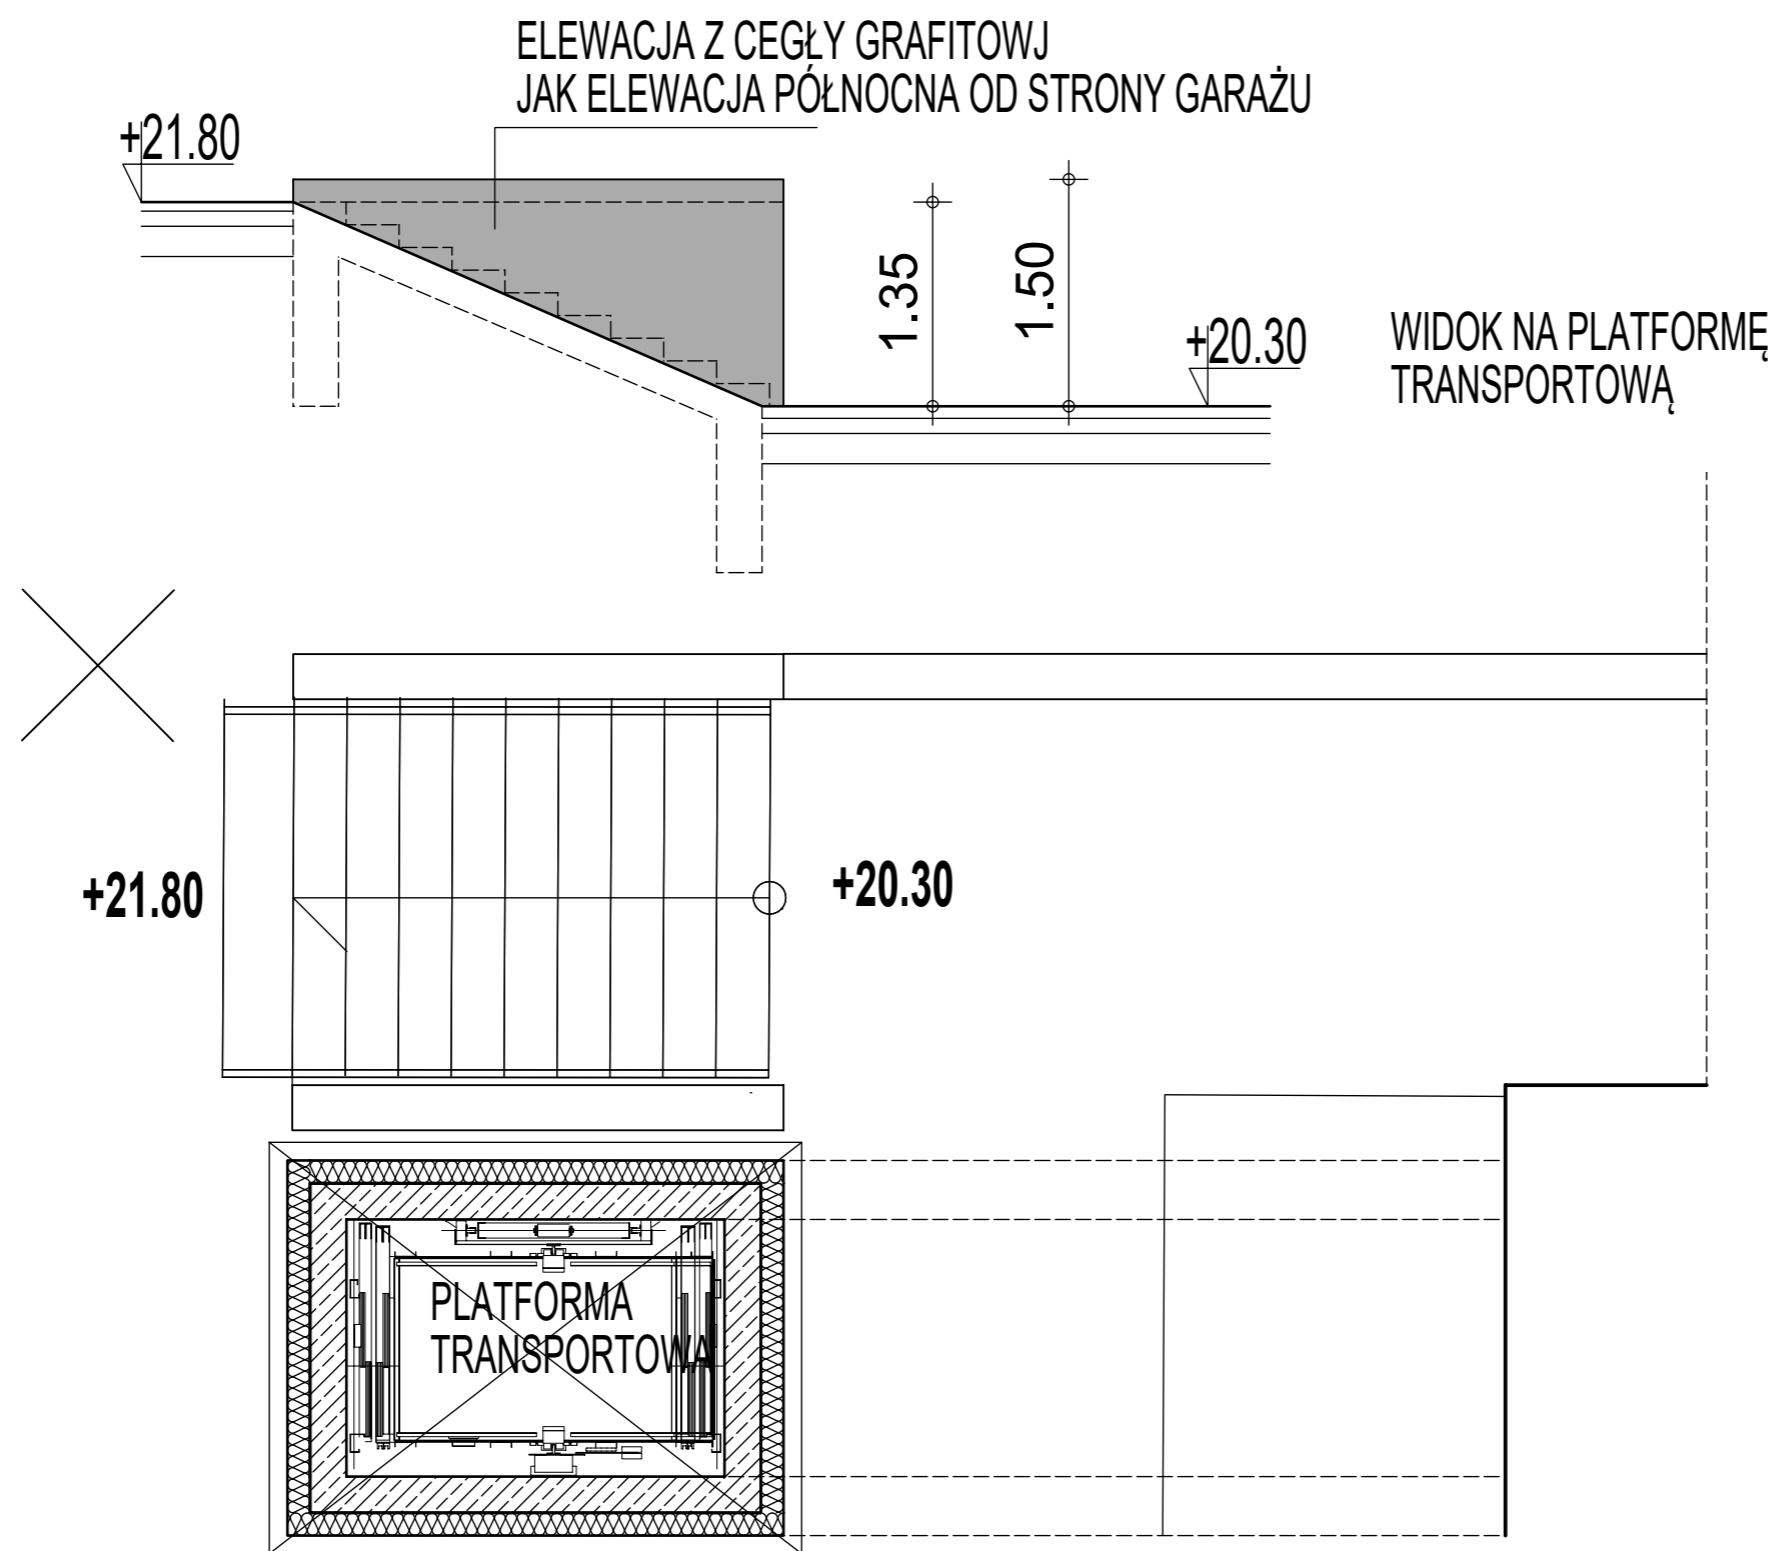 ELEWACJA Z CEGŁY GRAFITOWJ
JAK ELEWACJA PÓŁNOCNA OD STRONY GARAŻU
+21.80
1.35
1.50
+20.30
WIDOK NA PLATFORMĘ
TRANSPORTOWĄ
+21.80
+20.30
PLATFORMA
TRANSPORTOWA